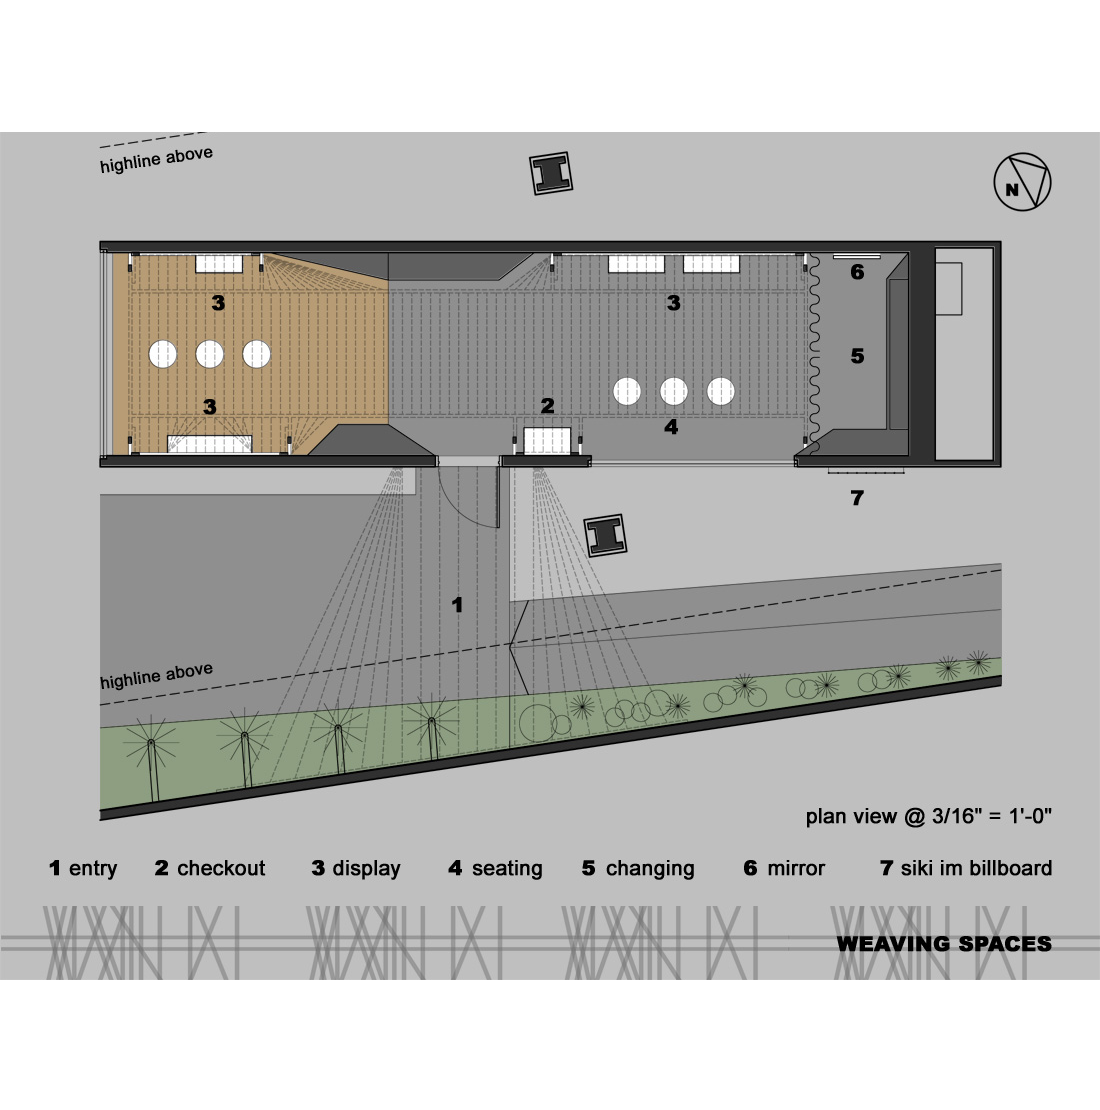 highline above
N
6
3
3
5
3
2
4
7
1
highline above
plan view @ 3/16" = 1'-0"
1 entry 2 checkout 3 display 4 seating 5 changing 6 mirror 7 siki im billboard
WEAVING SPACES